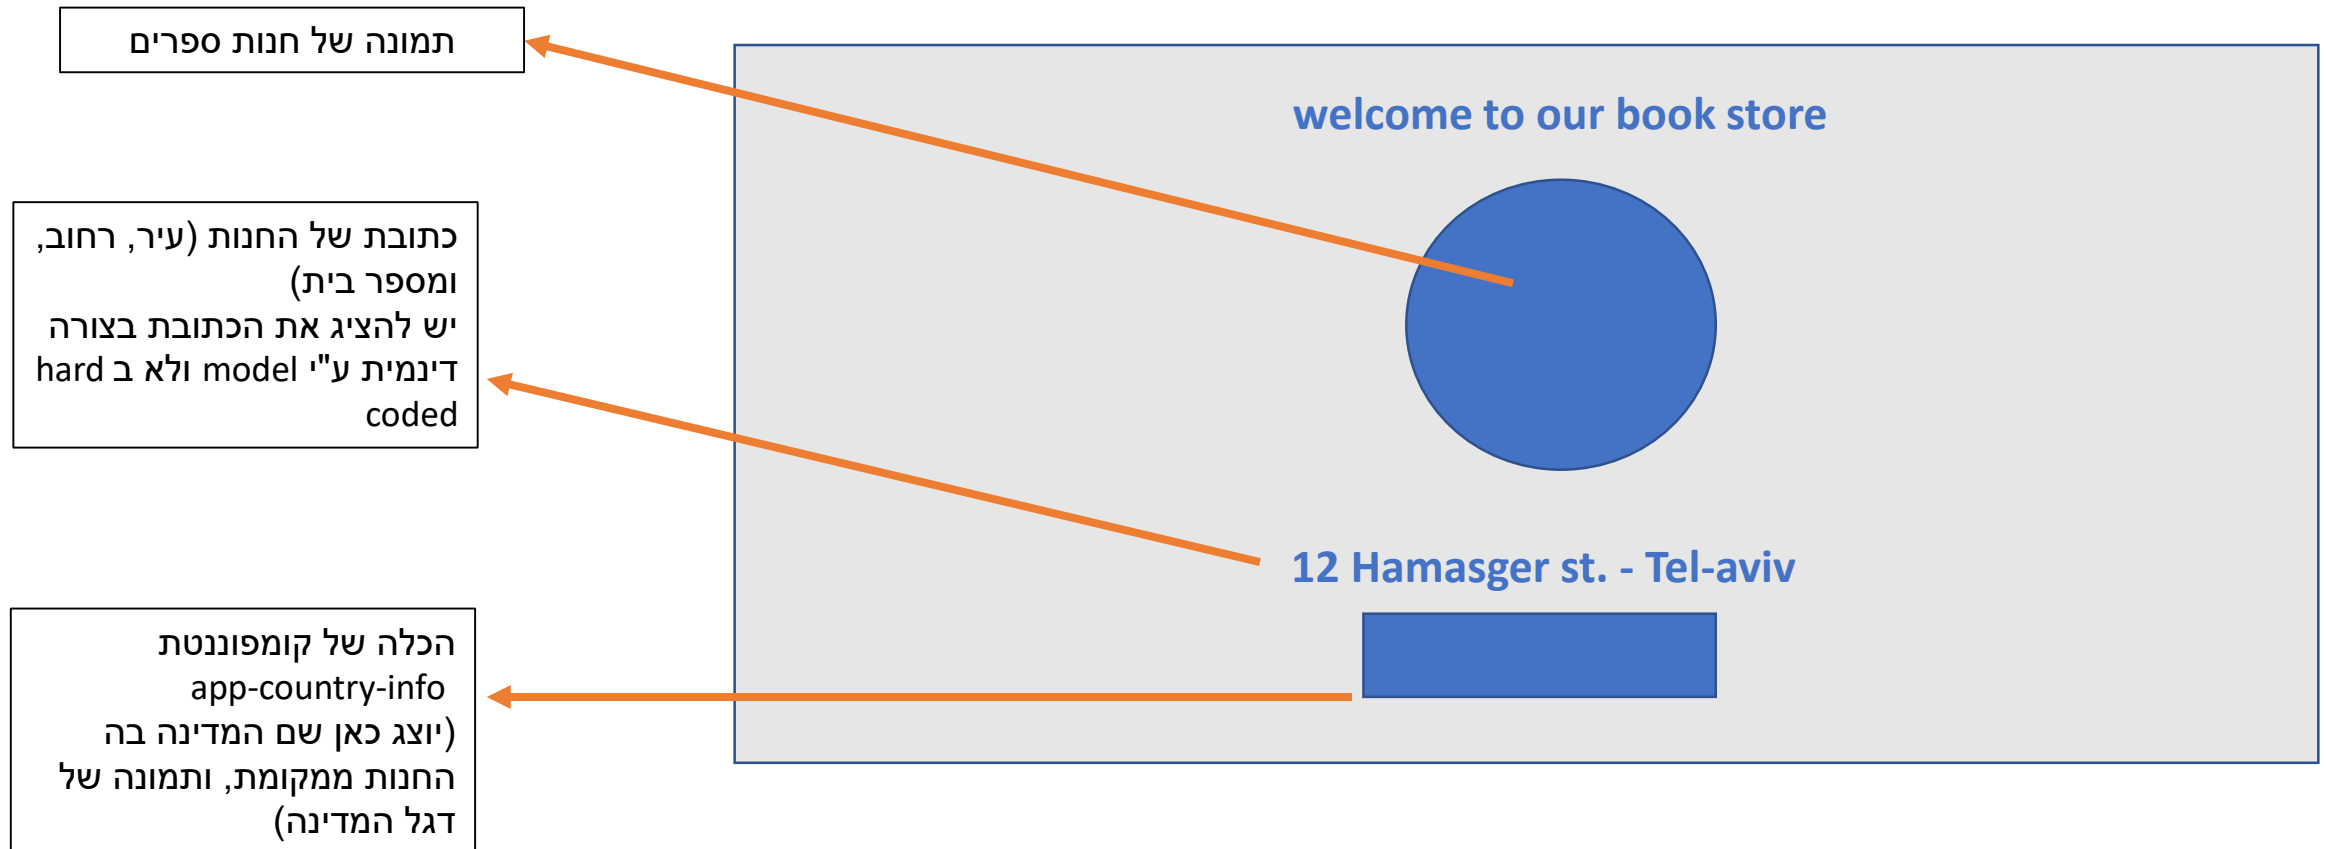 תמונה של חנות ספרים
welcome to our book store
כתובת של החנות (עיר, רחוב,
ומספר בית)
יש להציג את הכתובת בצורה
דינמית ע"י model ולא ב hard
coded
12 Hamasger st. - Tel-aviv
הכלה של קומפוננטת
app-country-info
(יוצג כאן שם המדינה בה
החנות ממקומת, ותמונה של
דגל המדינה)